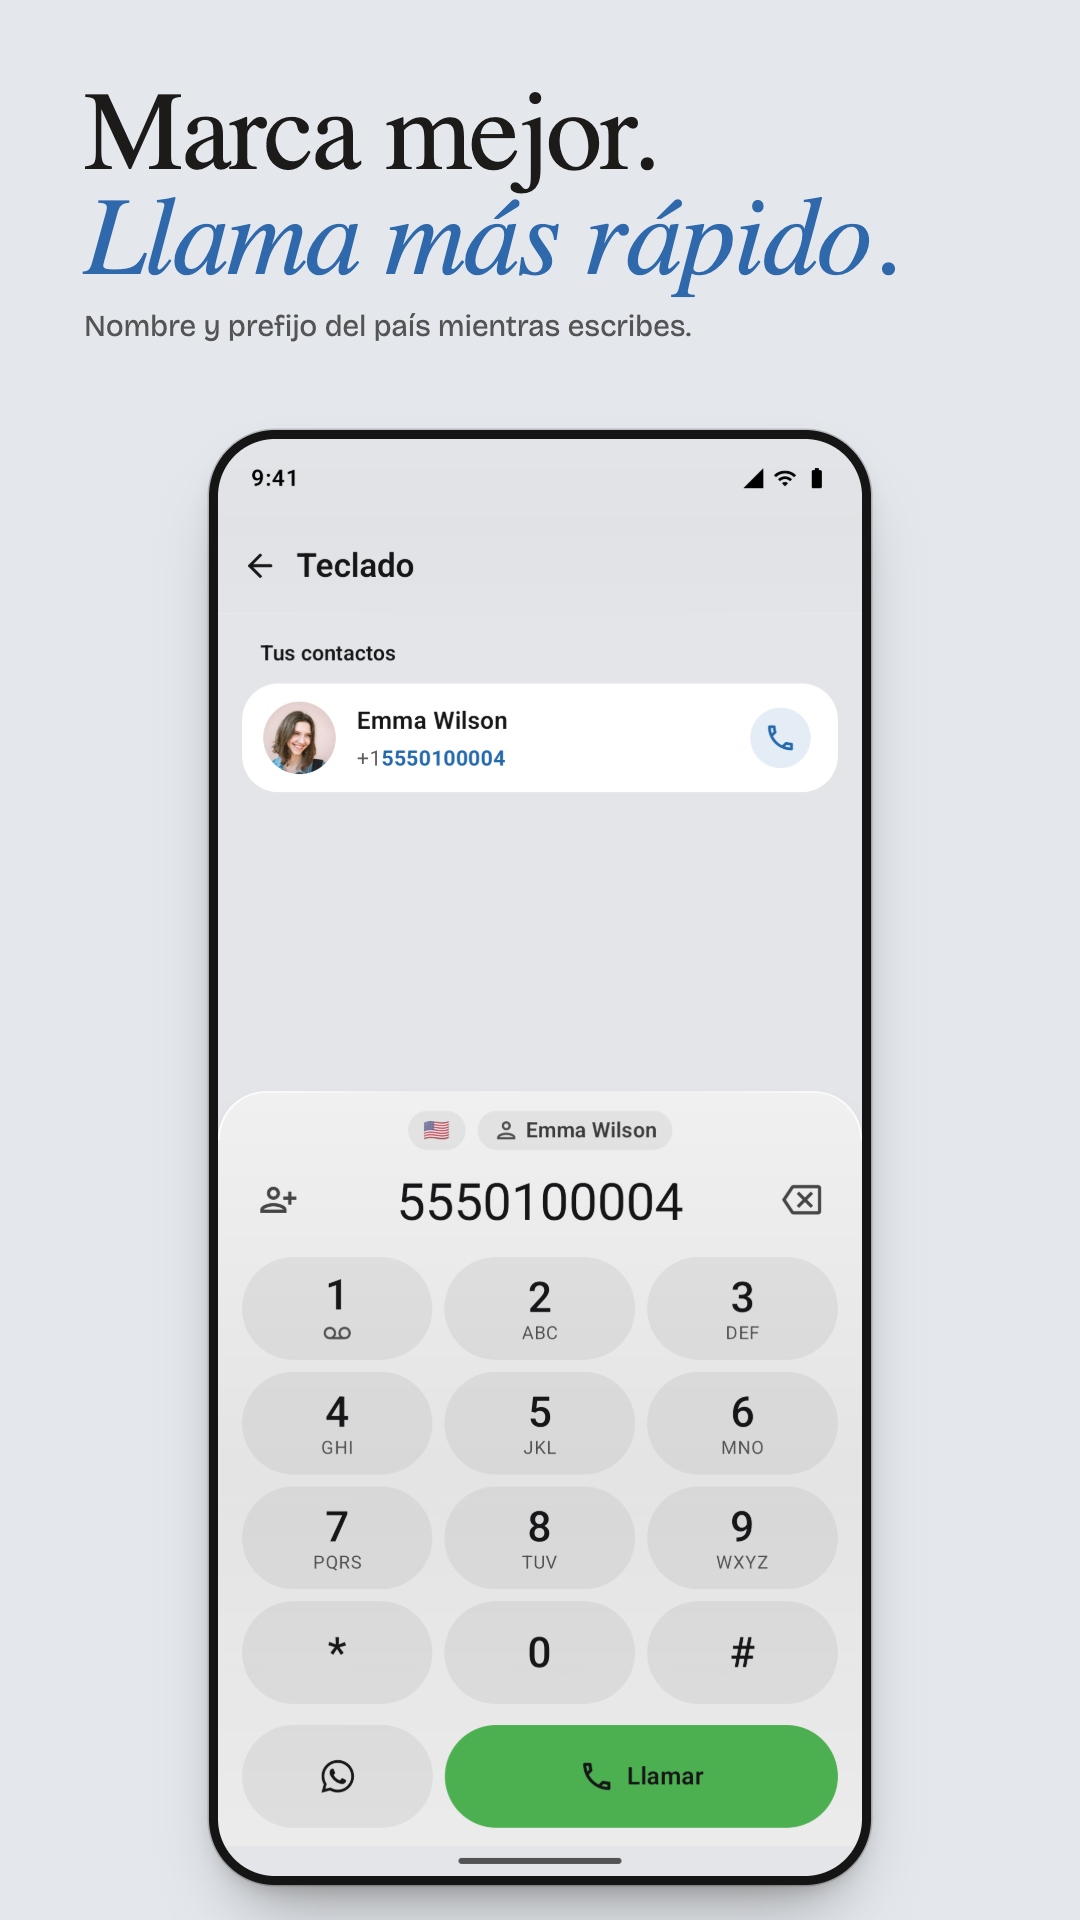 Marca mejor.
Llama más rápido.
Nombre y prefijo del país mientras escribes.
9:41
Teclado
Tus contactos
Emma Wilson
+15550100004
Emma Wilson
5550100004
1 2 3
ABC DEF
4 5 6
GHI JKL MNO
7 8 9
PQRS TUV WXYZ
* 0 #
Llamar